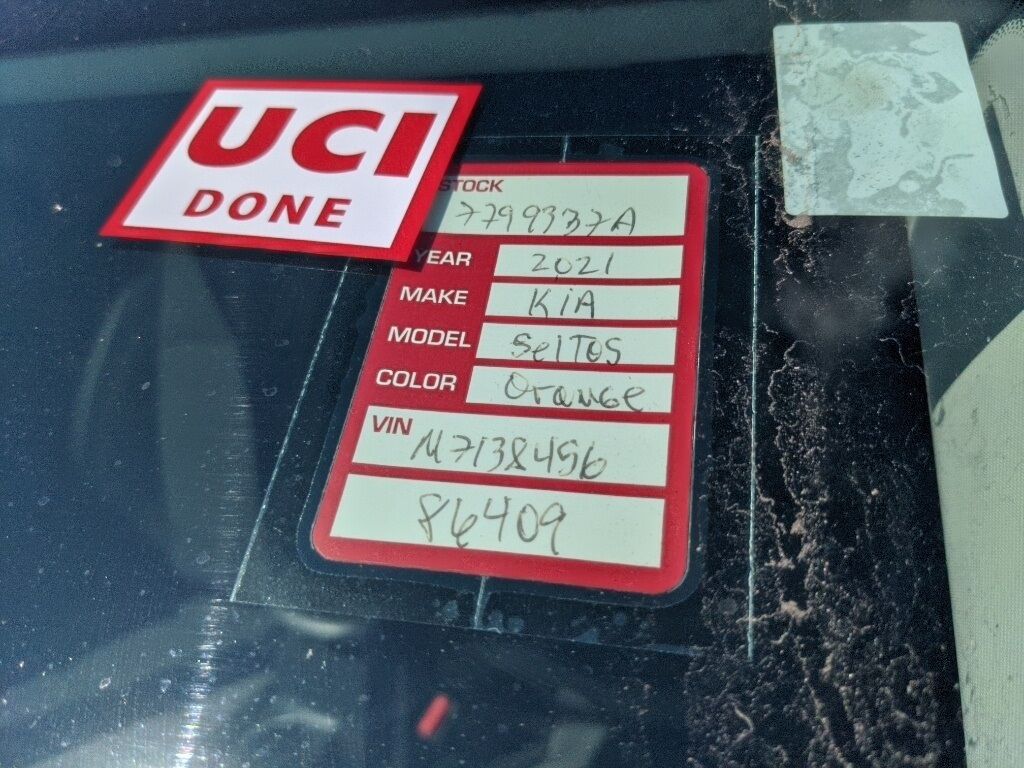 UCI
DONE
STOCK
7799337A
YEAR 2021
MAKE KiA
MODEL SelTOS
COLOR Orange
VIN
M7138456
86409